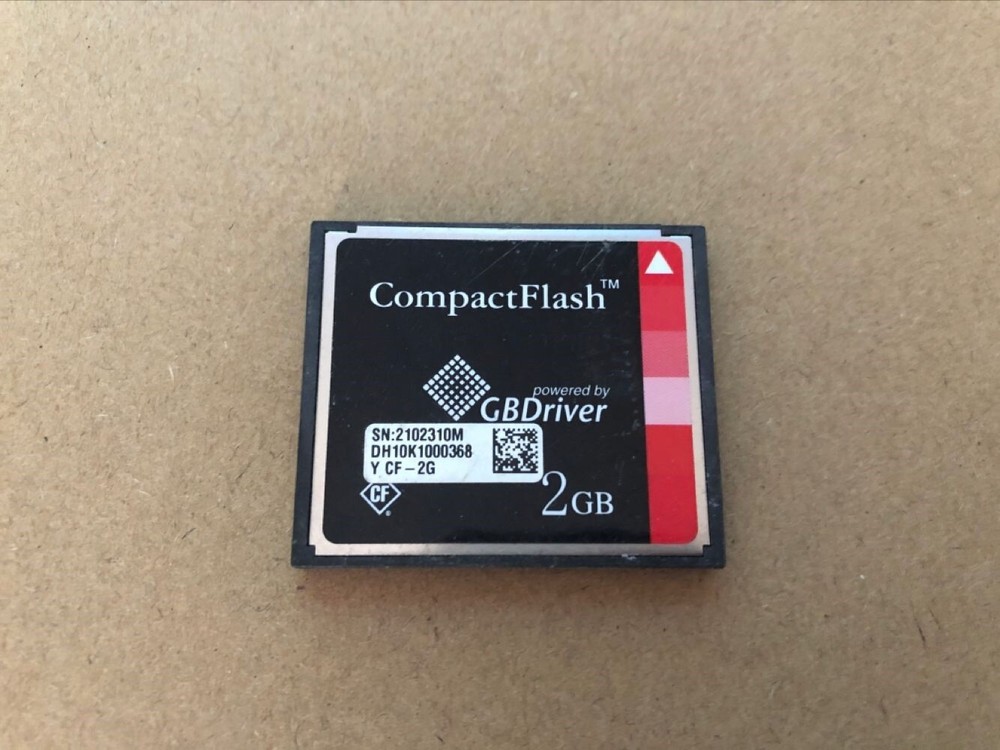 CompactFlash™
powered by
GBDriver
SN:2102310M
DH10K1000368
Y CF-2G
CF®
2GB